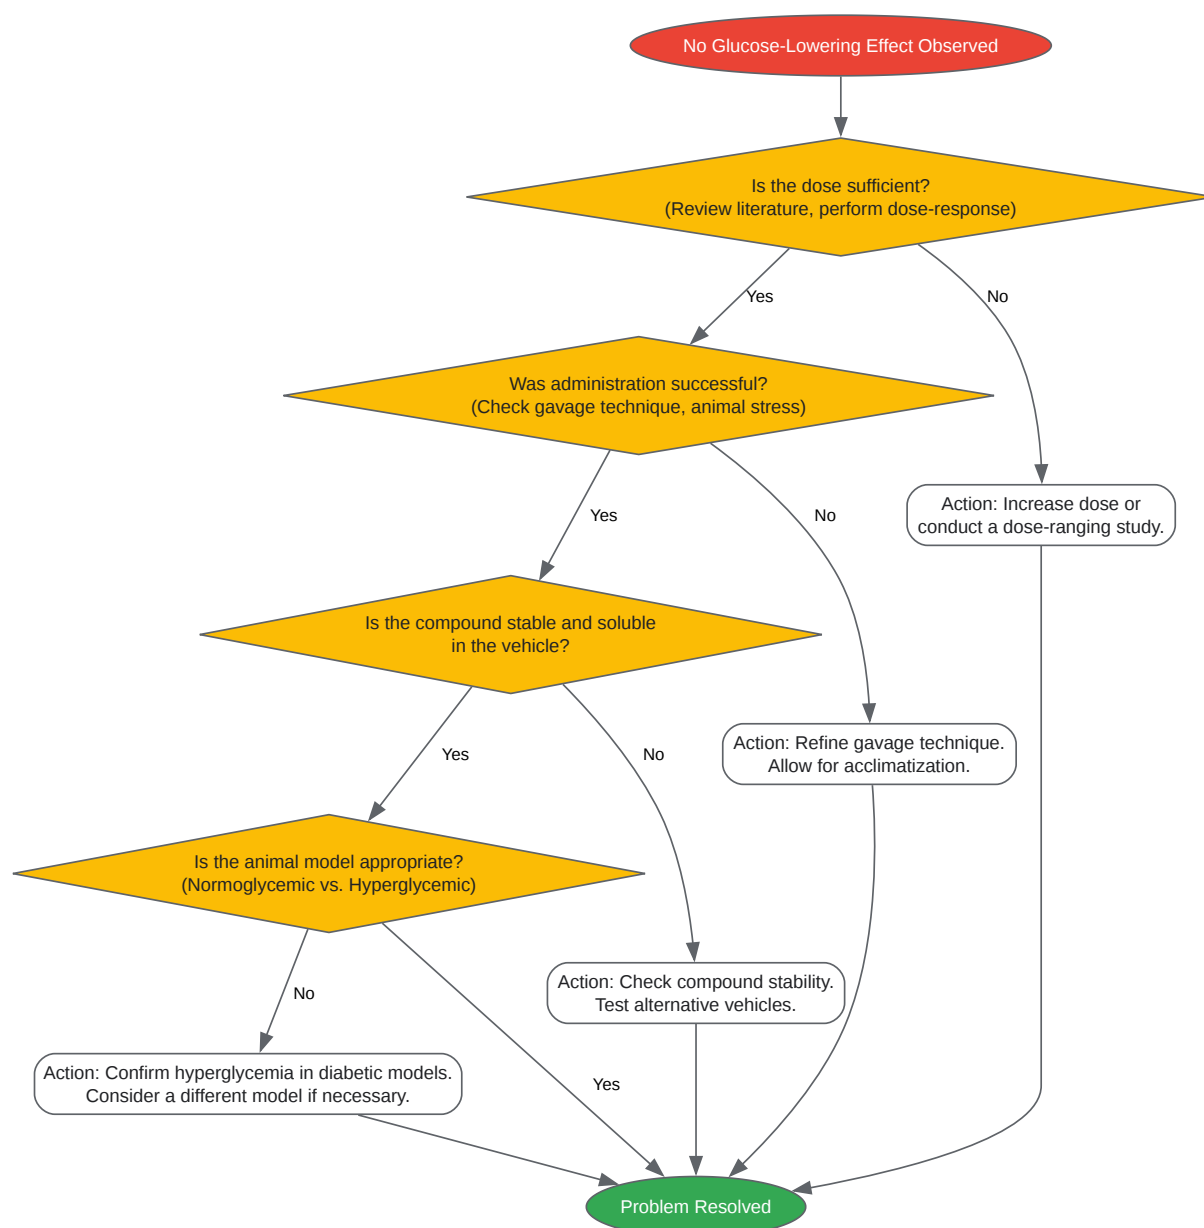 No Glucose-Lowering Effect Observed
Is the dose sufficient?
(Review literature, perform dose-response)
Yes
No
Was administration successful?
(Check gavage technique, animal stress)
Action: Increase dose or
conduct a dose-ranging study.
Yes
No
Is the compound stable and soluble
in the vehicle?
Action: Refine gavage technique.
Allow for acclimatization.
Yes
No
Is the animal model appropriate?
(Normoglycemic vs. Hyperglycemic)
Action: Check compound stability.
Test alternative vehicles.
No
Action: Confirm hyperglycemia in diabetic models.
Consider a different model if necessary.
Yes
Problem Resolved